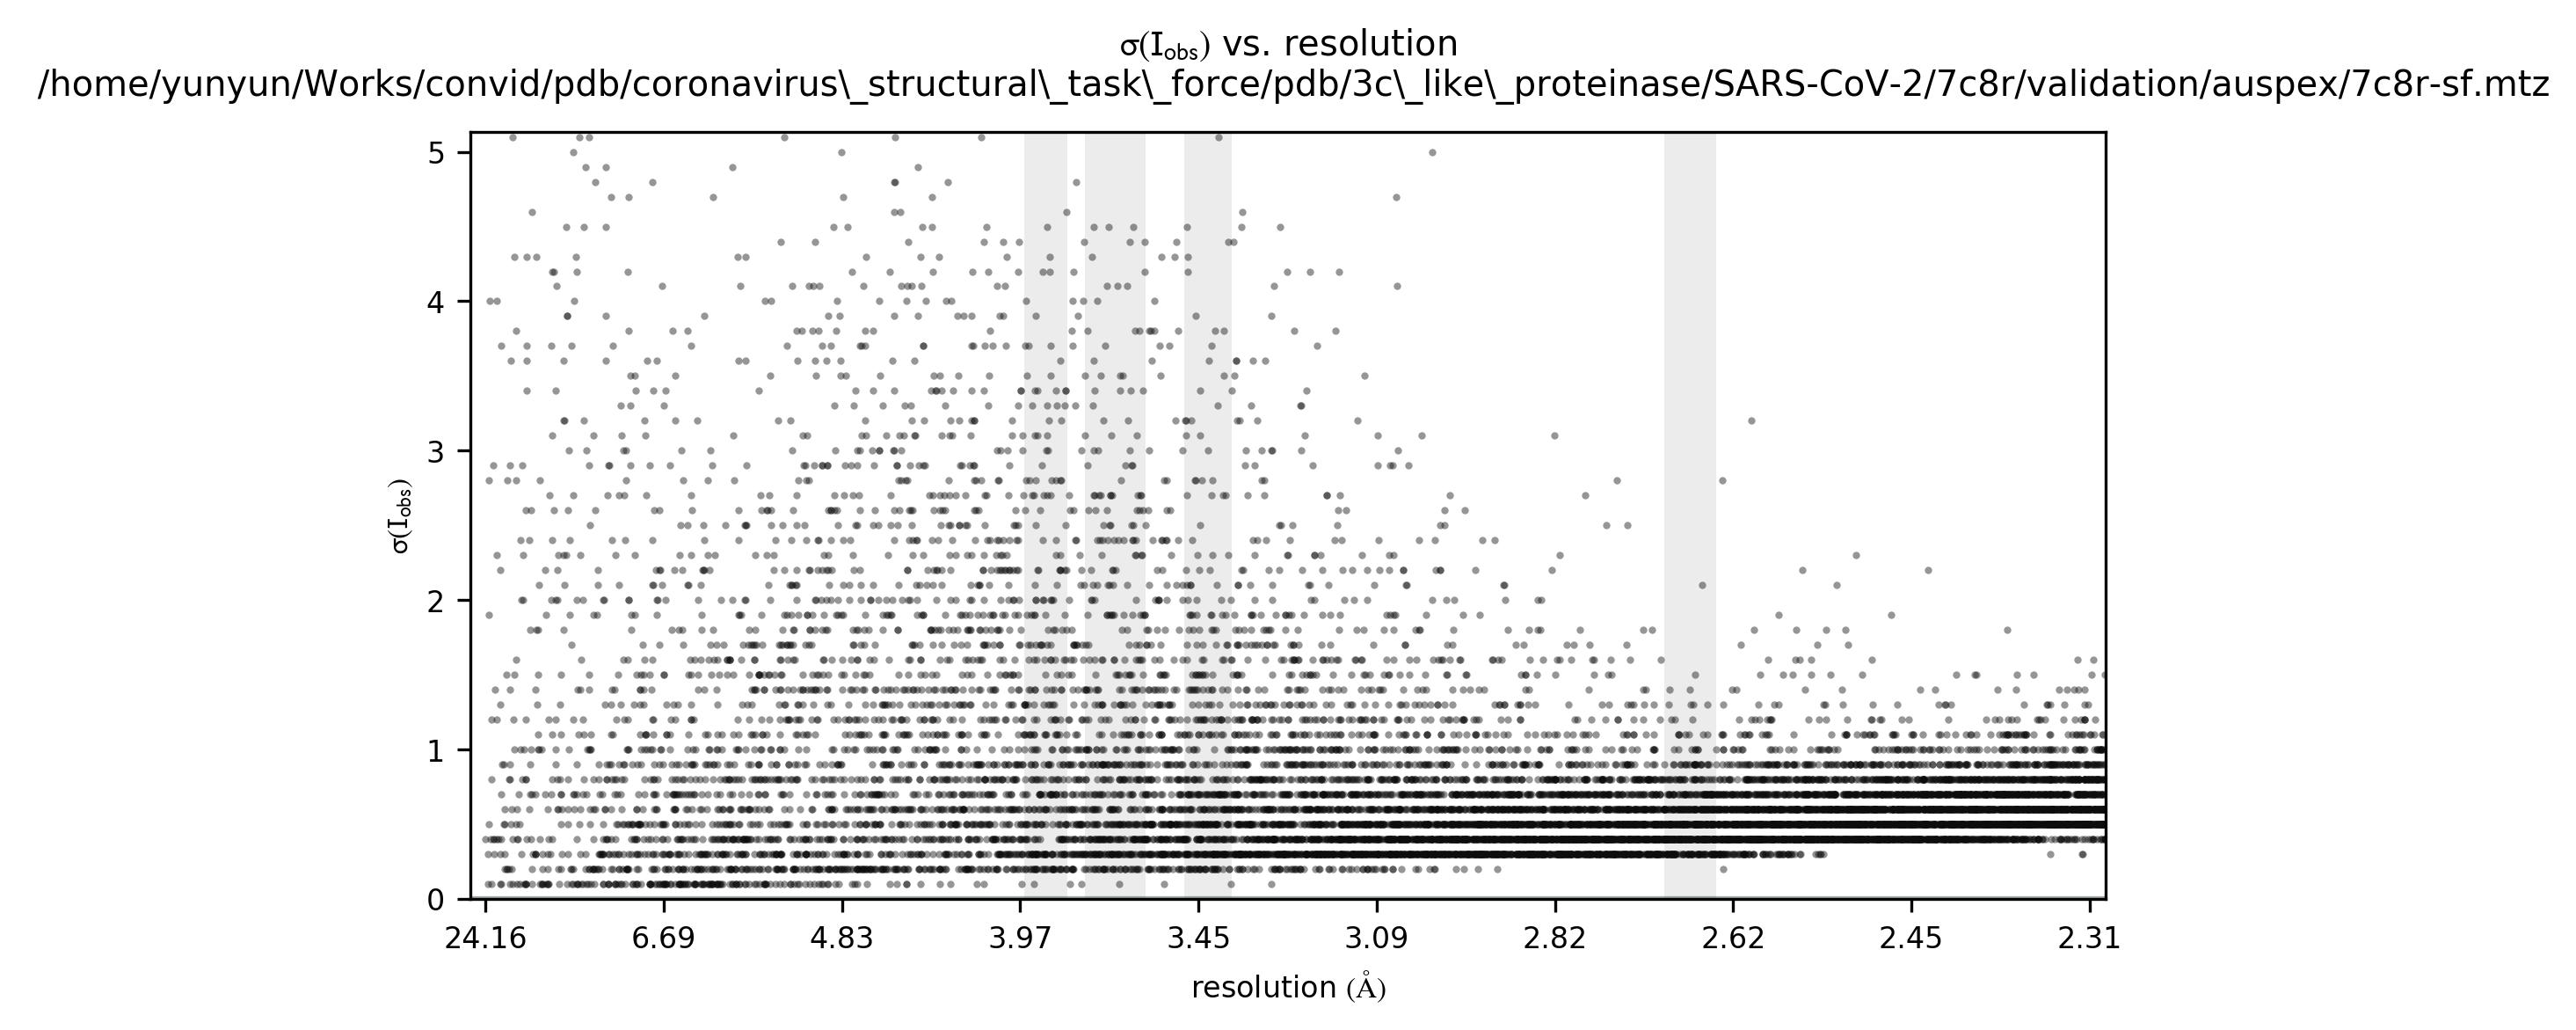 σ(Iobs) vs. resolution
/home/yunyun/Works/convid/pdb/coronavirus\_structural\_task\_force/pdb/3c\_like\_proteinase/SARS-CoV-2/7c8r/validation/auspex/7c8r-sf.mtz
5
4
3
2
1
0
σ(Iobs)
24.16 6.69 4.83 3.97 3.45 3.09 2.82 2.62 2.45 2.31
resolution (Å)